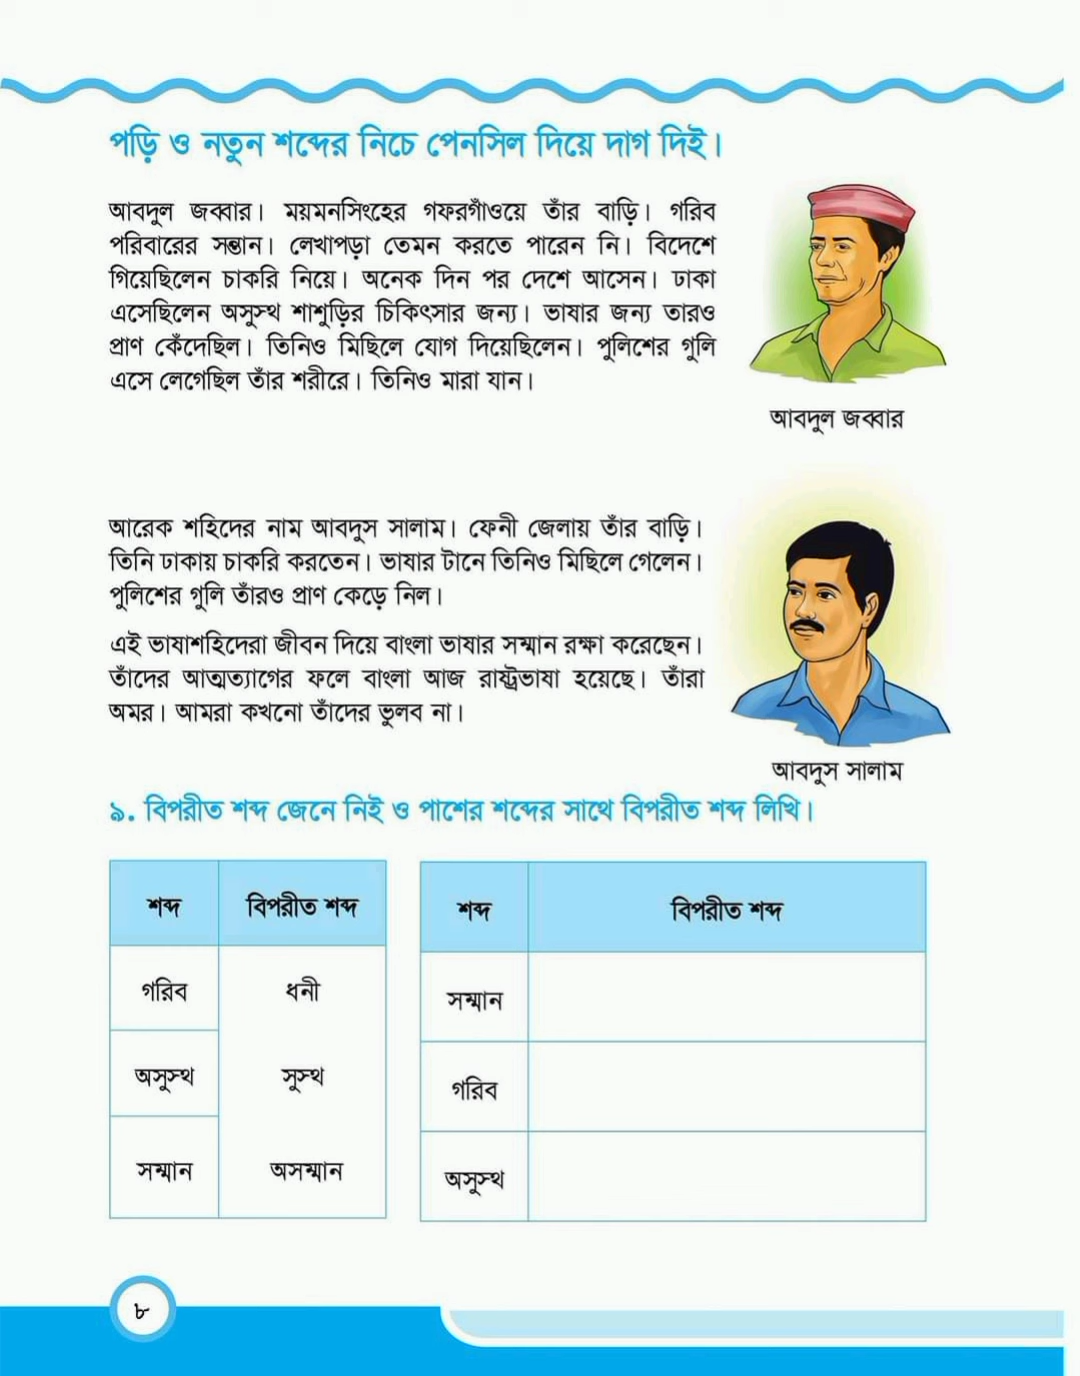 পড়ি ও নতুন শব্দের নিচে পেনসিল দিয়ে দাগ দিই।
আবদুল জব্বার। ময়মনসিংহের গফরগাঁওয়ে তাঁর বাড়ি। গরিব
পরিবারের সন্তান। লেখাপড়া তেমন করতে পারেন নি। বিদেশে
গিয়েছিলেন চাকরি নিয়ে। অনেক দিন পর দেশে আসেন। ঢাকা
এসেছিলেন অসুস্থ শাশুড়ির চিকিৎসার জন্য। ভাষার জন্য তারও
প্রাণ কেঁদেছিল। তিনিও মিছিলে যোগ দিয়েছিলেন। পুলিশের গুলি
এসে লেগেছিল তাঁর শরীরে। তিনিও মারা যান।
আবদুল জব্বার
আরেক শহিদের নাম আবদুস সালাম। ফেনী জেলায় তাঁর বাড়ি।
তিনি ঢাকায় চাকরি করতেন। ভাষার টানে তিনিও মিছিলে গেলেন।
পুলিশের গুলি তাঁরও প্রাণ কেড়ে নিল।
এই ভাষাশহিদেরা জীবন দিয়ে বাংলা ভাষার সম্মান রক্ষা করেছেন।
তাঁদের আত্মত্যাগের ফলে বাংলা আজ রাষ্ট্রভাষা হয়েছে। তাঁরা
অমর। আমরা কখনো তাঁদের ভুলব না।
আবদুস সালাম
৯. বিপরীত শব্দ জেনে নিই ও পাশের শব্দের সাথে বিপরীত শব্দ লিখি।
শব্দ বিপরীত শব্দ
গরিব ধনী
অসুস্থ সুস্থ
সম্মান অসম্মান
শব্দ বিপরীত শব্দ
সম্মান
গরিব
অসুস্থ
৮